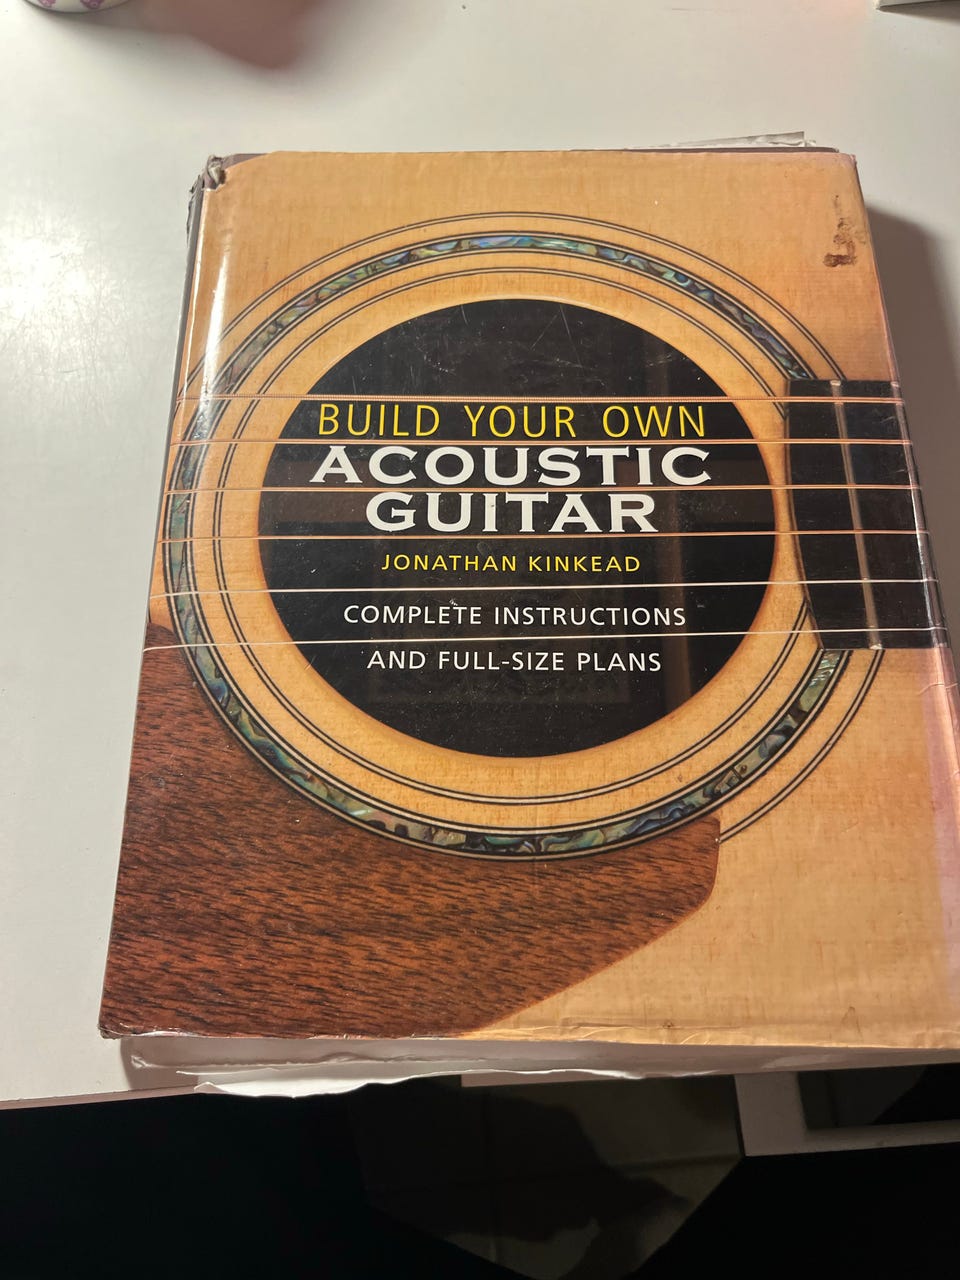 BUILD YOUR OWN
ACOUSTIC
GUITAR
JONATHAN KINKEAD
COMPLETE INSTRUCTIONS
AND FULL-SIZE PLANS